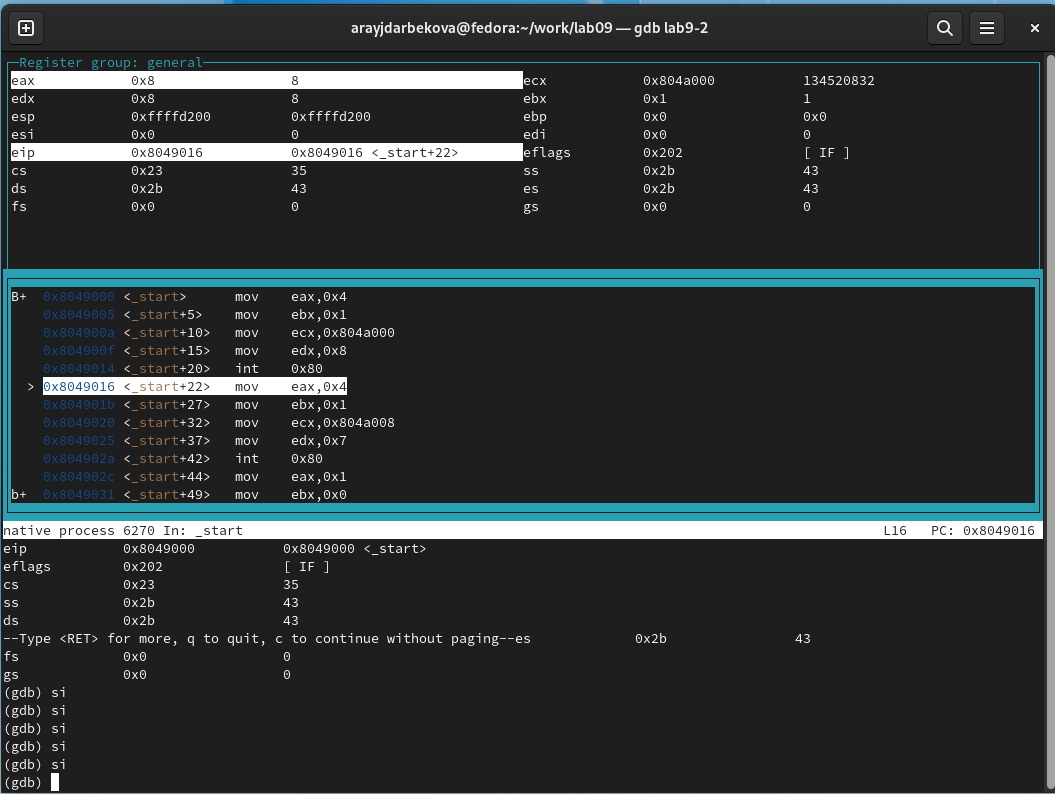 arayjdarbekova@fedora:~/work/lab09 — gdb lab9-2
Register group: general
eax 0x8 8 ecx 0x804a000 134520832
edx 0x8 8 ebx 0x1 1
esp 0xffffd200 0xffffd200 ebp 0x0 0x0
esi 0x0 0 edi 0x0 0
eip 0x8049016 0x8049016 <_start+22> eflags 0x202 [ IF ]
cs 0x23 35 ss 0x2b 43
ds 0x2b 43 es 0x2b 43
fs 0x0 0 gs 0x0 0
B+ 0x8049000 <_start> mov eax,0x4
0x8049005 <_start+5> mov ebx,0x1
0x804900a <_start+10> mov ecx,0x804a000
0x804900f <_start+15> mov edx,0x8
0x8049014 <_start+20> int 0x80
> 0x8049016 <_start+22> mov eax,0x4
0x804901b <_start+27> mov ebx,0x1
0x8049020 <_start+32> mov ecx,0x804a008
0x8049025 <_start+37> mov edx,0x7
0x804902a <_start+42> int 0x80
0x804902c <_start+44> mov eax,0x1
b+ 0x8049031 <_start+49> mov ebx,0x0
native process 6270 In: _start L16 PC: 0x8049016
eip 0x8049000 0x8049000 <_start>
eflags 0x202 [ IF ]
cs 0x23 35
ss 0x2b 43
ds 0x2b 43
--Type <RET> for more, q to quit, c to continue without paging--es 0x2b 43
fs 0x0 0
gs 0x0 0
(gdb) si
(gdb) si
(gdb) si
(gdb) si
(gdb) si
(gdb)